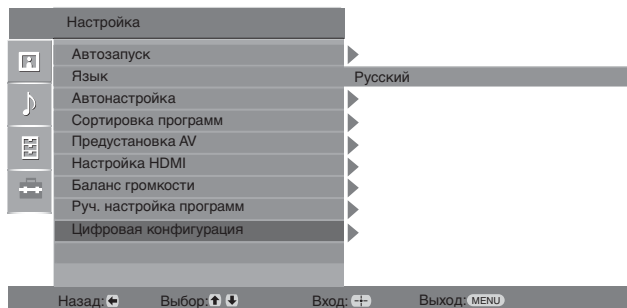 Настройка
Автозапуск
Язык Русский
Автонастройка
Сортировка программ
Предустановка AV
Настройка HDMI
Баланс громкости
Руч. настройка программ
Цифровая конфигурация
Назад: Выбор: Вход: Выход: MENU